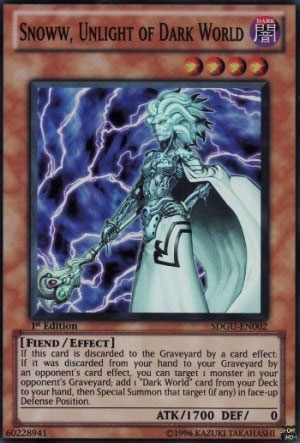 SNOWW, UNLIGHT OF DARK WORLD
DARK
闇
1st Edition
SDGU-EN002
[FIEND / EFFECT]
If this card is discarded to the Graveyard by a card effect:
If it was discarded from your hand to your Graveyard by
an opponent's card effect, you can target 1 monster in your
opponent's Graveyard; add 1 "Dark World" card from your Deck
to your hand, then Special Summon that target (if any) in face-up
Defense Position.
ATK/1700 DEF/ 0
60228941
©1996 KAZUKI TAKAHASHI